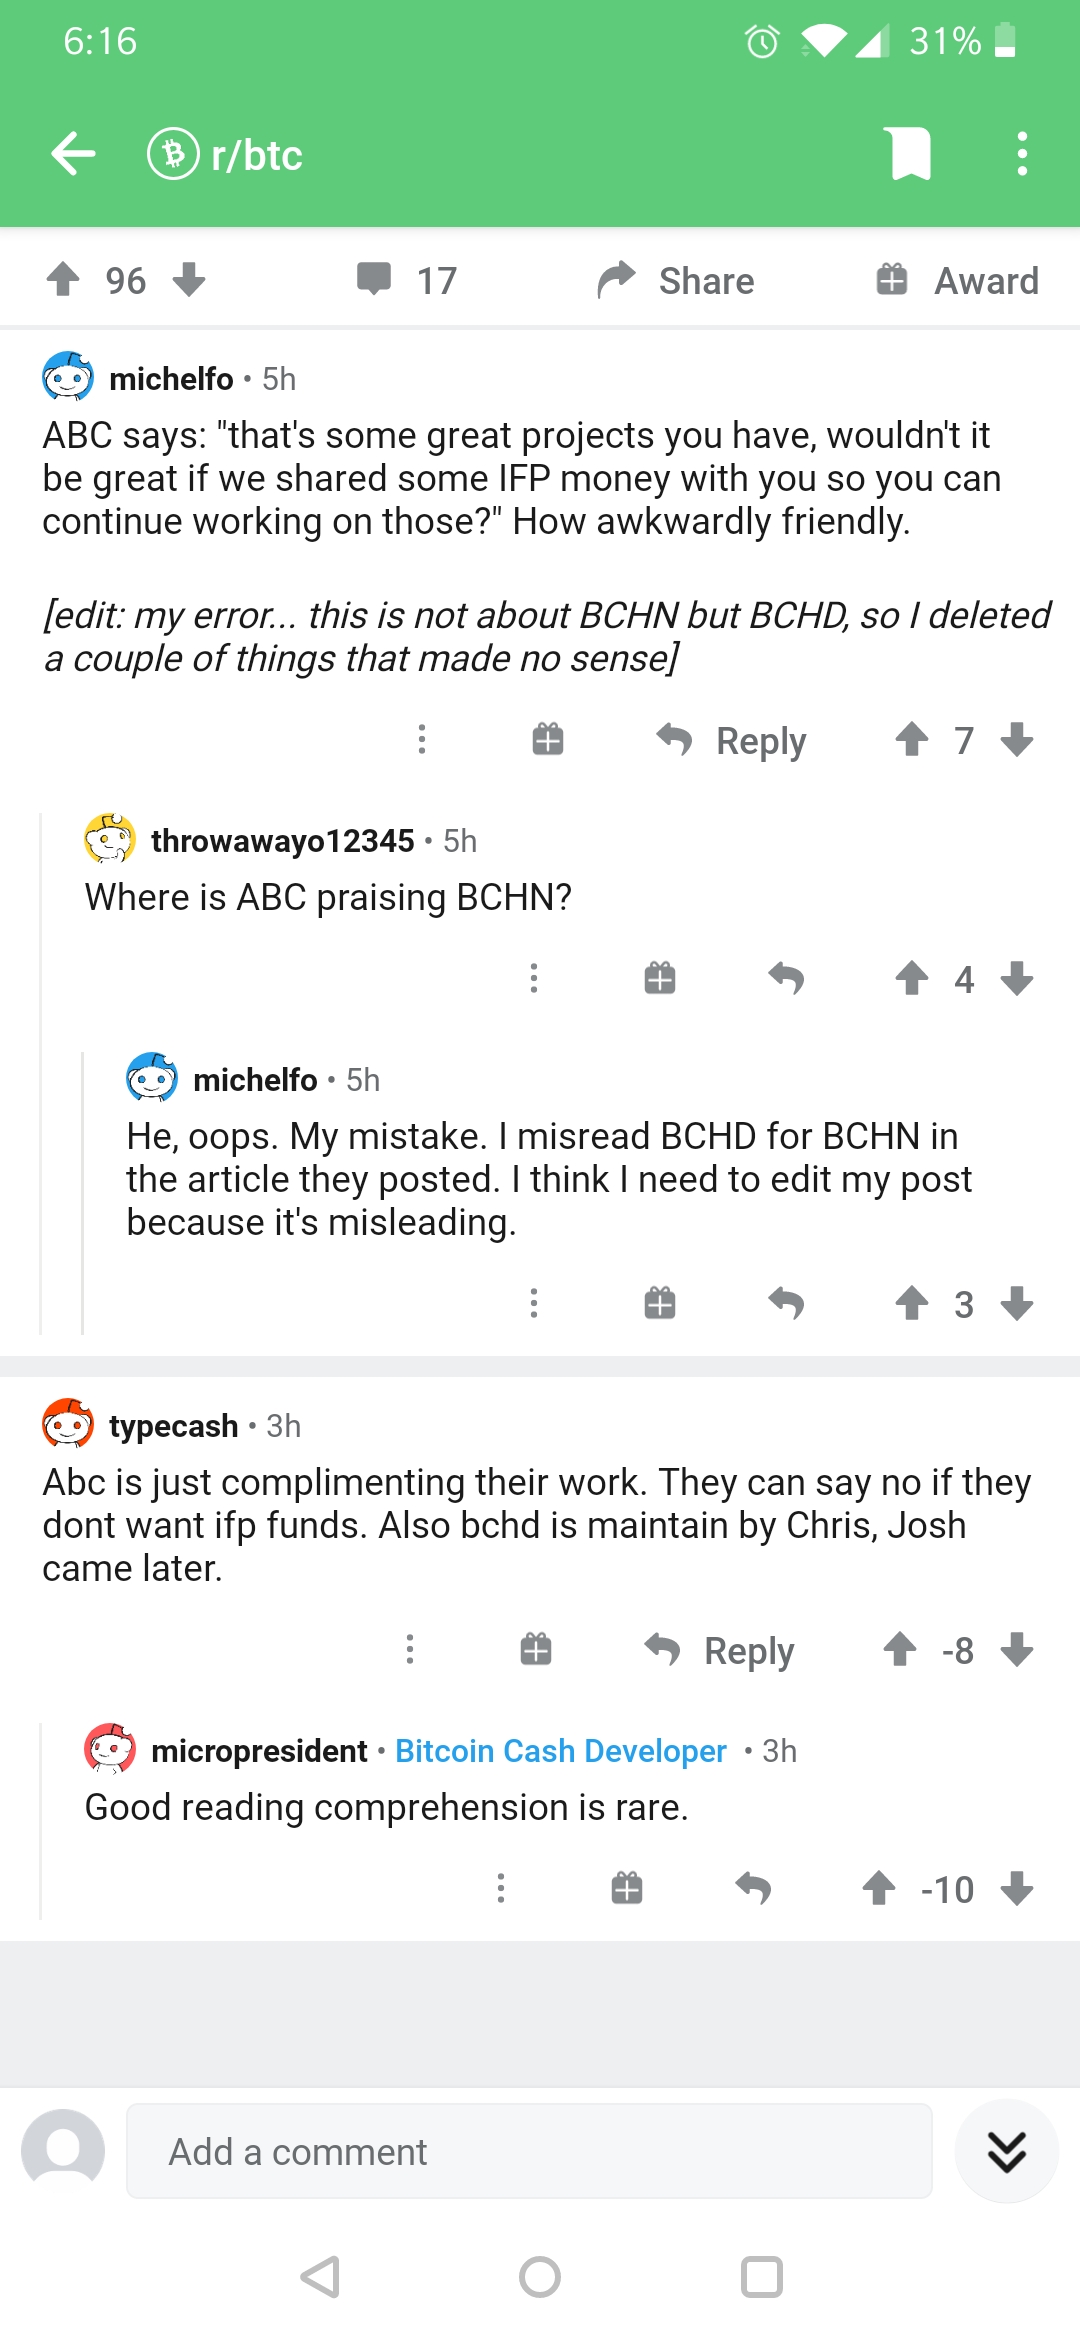 6:16
31%
r/btc
96
17
Share
Award
michelfo • 5h
ABC says: "that's some great projects you have, wouldn't it
be great if we shared some IFP money with you so you can
continue working on those?" How awkwardly friendly.
[edit: my error... this is not about BCHN but BCHD, so I deleted
a couple of things that made no sense]
Reply
7
throwawayo12345 • 5h
Where is ABC praising BCHN?
4
michelfo • 5h
He, oops. My mistake. I misread BCHD for BCHN in
the article they posted. I think I need to edit my post
because it's misleading.
3
typecash • 3h
Abc is just complimenting their work. They can say no if they
dont want ifp funds. Also bchd is maintain by Chris, Josh
came later.
Reply
-8
micropresident • Bitcoin Cash Developer • 3h
Good reading comprehension is rare.
-10
Add a comment